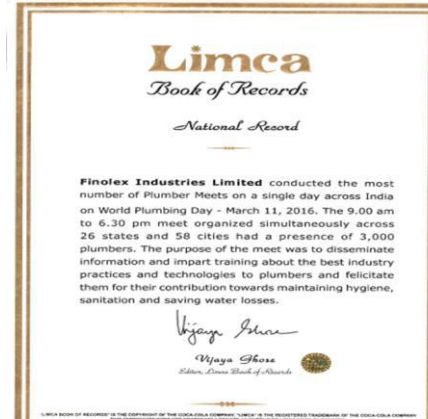 Limca
Book of Records
National Record
Finolex Industries Limited conducted the most
number of Plumber Meets on a single day across India
on World Plumbing Day - March 11, 2016. The 9.00 am
to 6.30 pm meet organized simultaneously across
26 states and 58 cities had a presence of 3,000
plumbers. The purpose of the meet was to disseminate
information and impart training about the best industry
practices and technologies to plumbers and felicitate
them for their contribution towards maintaining hygiene,
sanitation and saving water losses.
Vijaya Ghose
Vijaya Ghose
Editor, Limca Book of Records
"LIMCA BOOK OF RECORDS" IS THE COPYRIGHT OF THE COCA-COLA COMPANY. "LIMCA" IS THE REGISTERED TRADEMARK OF THE COCA-COLA COMPANY